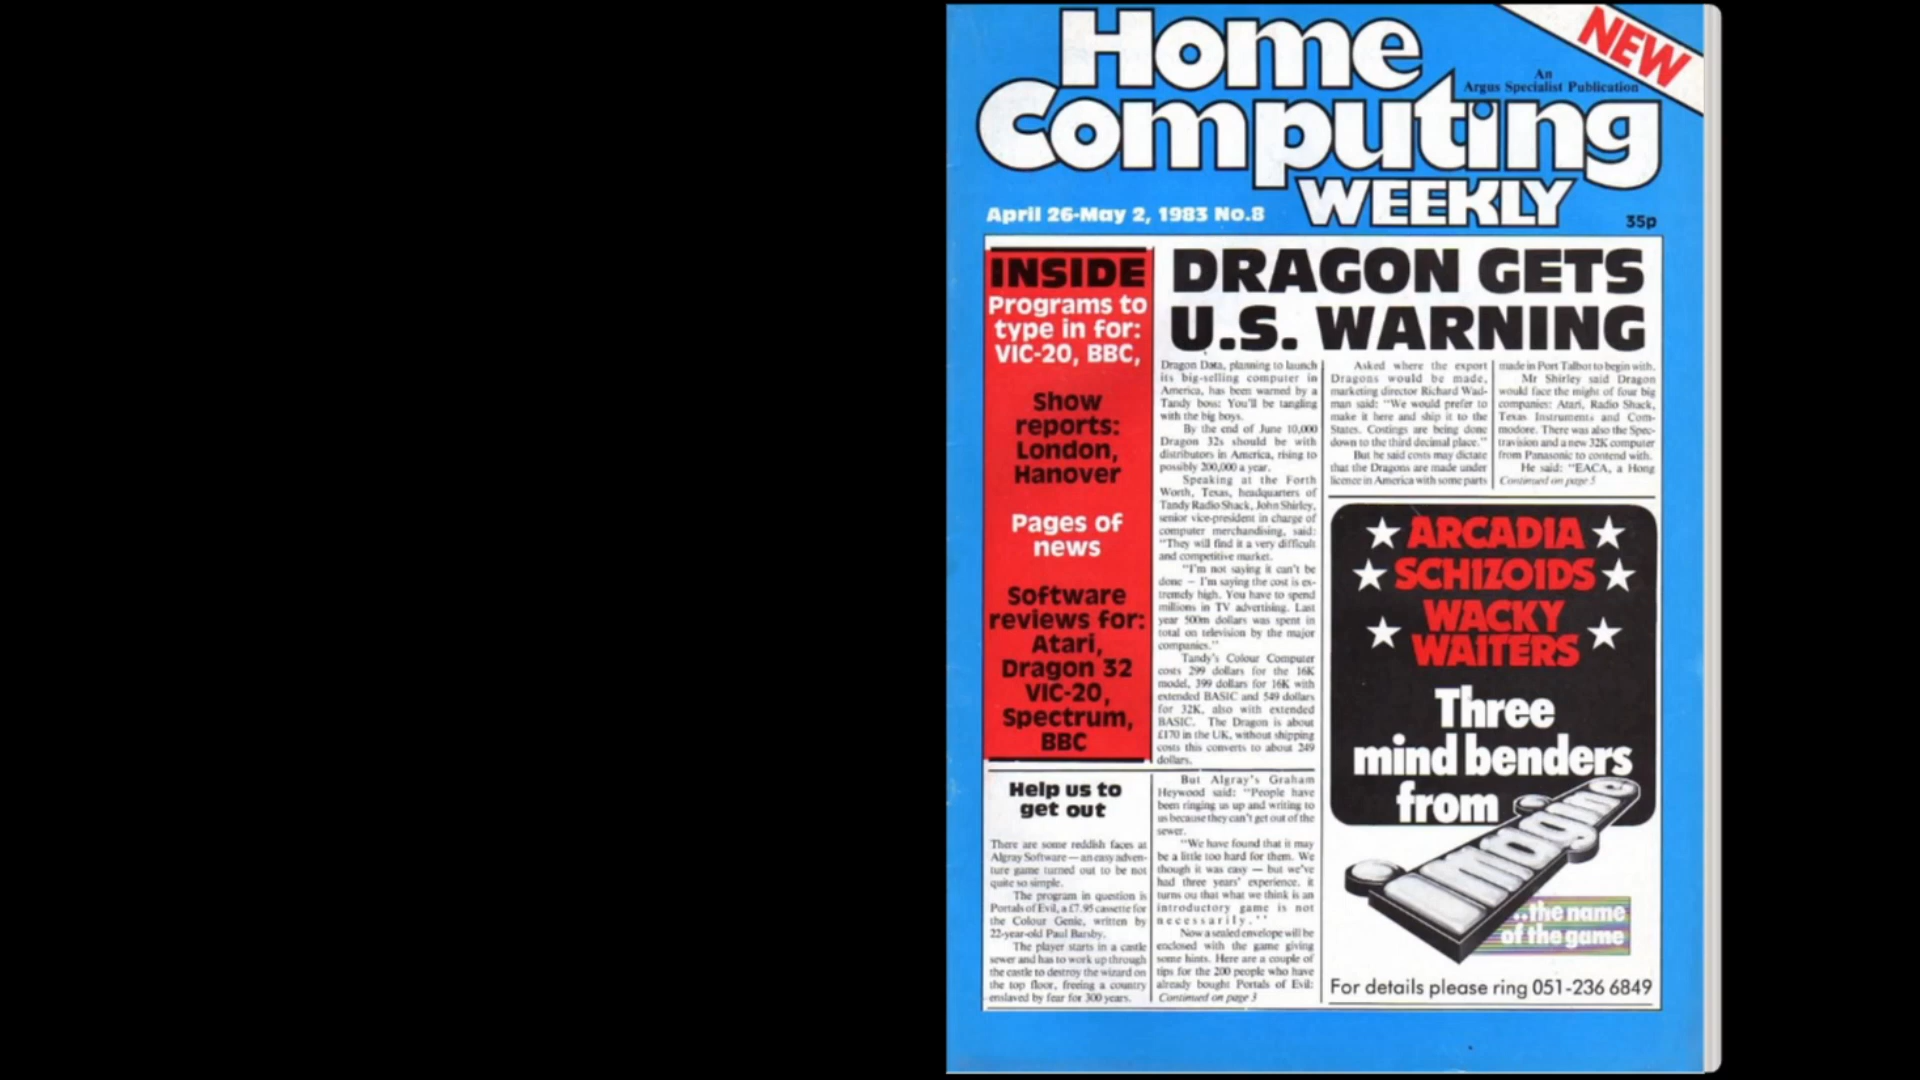 Home
Computing
WEEKLY
NEW
An
Argus Specialist Publication
April 26-May 2, 1983 No.8
35p
INSIDE
Programs to
type in for:
VIC-20, BBC,
Show
reports:
London,
Hanover
Pages of
news
Software
reviews for:
Atari,
Dragon 32
VIC-20,
Spectrum,
BBC
DRAGON GETS
U.S. WARNING
Dragon Data, planning to launch
its big-selling computer in
America, has been warned by a
Tandy boss: You'll be tangling
with the big boys.
By the end of June 10,000
Dragon 32s should be with
distributors in America, rising to
possibly 200,000 a year.
Speaking at the Forth
Worth, Texas, headquarters of
Tandy Radio Shack, John Shirley,
senior vice-president in charge of
computer merchandising, said:
"They will find it a very difficult
and competitive market.
"I'm not saying it can't be
done — I'm saying the cost is ex-
tremely high. You have to spend
millions in TV advertising. Last
year 500m dollars was spent in
total on television by the major
companies."
Tandy's Colour Computer
costs 299 dollars for the 16K
model, 399 dollars for 16K with
extended BASIC and 549 dollars
for 32K, also with extended
BASIC. The Dragon is about
£170 in the UK, without shipping
costs this converts to about 249
dollars.
Asked where the export
Dragons would be made,
marketing director Richard Wad-
man said: "We would prefer to
make it here and ship it to the
States. Costings are being done
down to the third decimal place."
But he said costs may dictate
that the Dragons are made under
licence in America with some parts
made in Port Talbot to begin with.
Mr Shirley said Dragon
would face the might of four big
companies: Atari, Radio Shack,
Texas Instruments and Com-
modore. There was also the Spec-
travision and a new 32K computer
from Panasonic to contend with.
He said: "EACA, a Hong
Continued on page 5
ARCADIA
SCHIZOIDS
WACKY
WAITERS
Three
mind benders
from
imagine
...the name
of the game
For details please ring 051-236 6849
Help us to
get out
There are some reddish faces at
Algray Software — an easy adven-
ture game turned out to be not
quite so simple.
The program in question is
Portals of Evil, a £7.95 cassette for
the Colour Genie, written by
22-year-old Paul Barsby.
The player starts in a castle
sewer and has to work up through
the castle to destroy the wizard on
the top floor, freeing a country
enslaved by fear for 300 years.
But Algray's Graham
Heywood said: "People have
been ringing us up and writing to
us because they can't get out of the
sewer.
"We have found that it may
be a little too hard for them. We
though it was easy — but we've
had three years' experience. it
turns ou that what we think is an
introductory game is not
necessarily."
Now a sealed envelope will be
enclosed with the game giving
some hints. Here are a couple of
tips for the 200 people who have
already bought Portals of Evil:
Continued on page 3